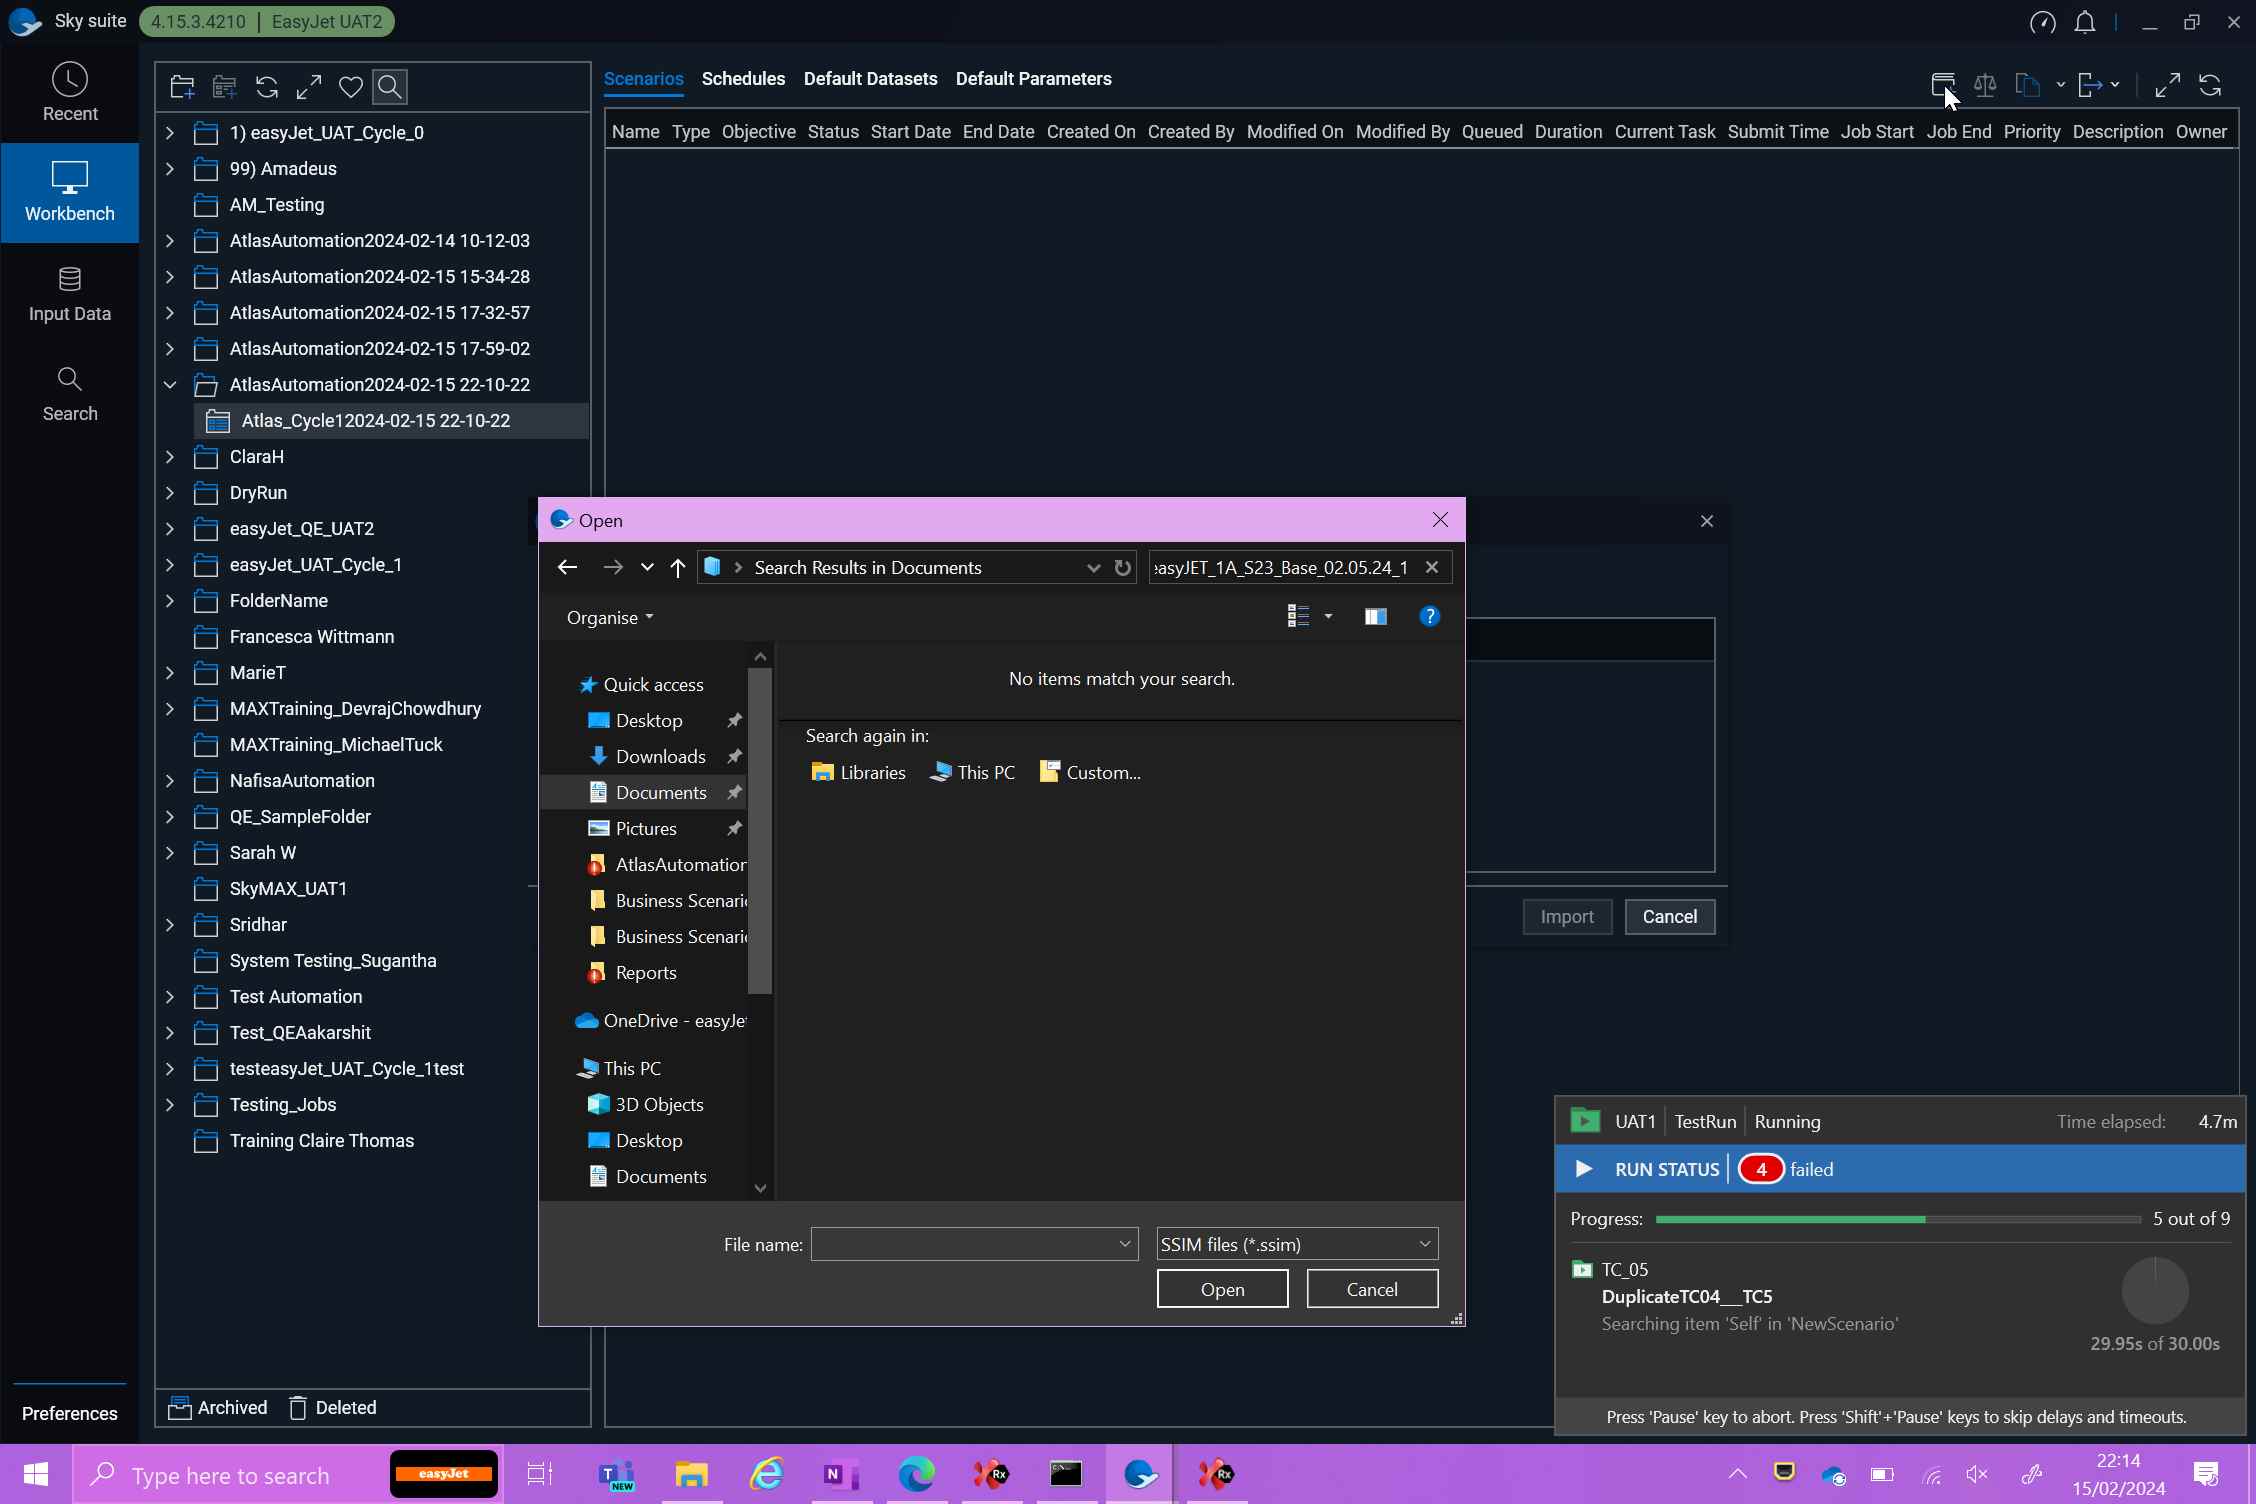 Sky suite 4.15.3.4210 | EasyJet UAT2
Recent
Workbench
Input Data
Search
Preferences
1) easyJet_UAT_Cycle_0
99) Amadeus
AM_Testing
AtlasAutomation2024-02-14 10-12-03
AtlasAutomation2024-02-15 15-34-28
AtlasAutomation2024-02-15 17-32-57
AtlasAutomation2024-02-15 17-59-02
AtlasAutomation2024-02-15 22-10-22
Atlas_Cycle12024-02-15 22-10-22
ClaraH
DryRun
easyJet_QE_UAT2
easyJet_UAT_Cycle_1
FolderName
Francesca Wittmann
MarieT
MAXTraining_DevrajChowdhury
MAXTraining_MichaelTuck
NafisaAutomation
QE_SampleFolder
Sarah W
SkyMAX_UAT1
Sridhar
System Testing_Sugantha
Test Automation
Test_QEAakarshit
testeasyJet_UAT_Cycle_1test
Testing_Jobs
Training Claire Thomas
Archived Deleted
Scenarios Schedules Default Datasets Default Parameters
Name Type Objective Status Start Date End Date Created On Created By Modified On Modified By Queued Duration Current Task Submit Time Job Start Job End Priority Description Owner
Open
Search Results in Documents
asyJET_1A_S23_Base_02.05.24_1
Organise
Quick access
Desktop
Downloads
Documents
Pictures
AtlasAutomation
Business Scenari
Business Scenari
Reports
OneDrive - easyJe
This PC
3D Objects
Desktop
Documents
No items match your search.
Search again in:
Libraries This PC Custom...
File name: SSIM files (*.ssim)
Open Cancel
Import Cancel
UAT1 TestRun Running Time elapsed: 4.7m
RUN STATUS 4 failed
Progress: 5 out of 9
TC_05
DuplicateTC04__TC5
Searching item 'Self' in 'NewScenario'
29.95s of 30.00s
Press 'Pause' key to abort. Press 'Shift'+'Pause' keys to skip delays and timeouts.
Type here to search
easyJet
NEW
22:14
15/02/2024